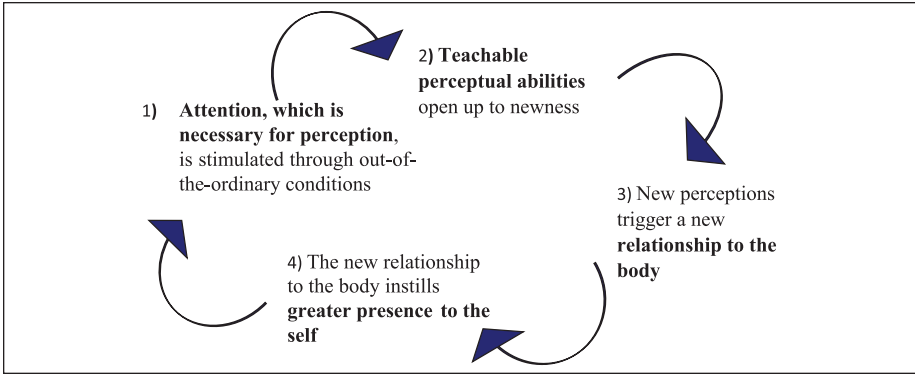 1) Attention, which is
necessary for perception,
is stimulated through out-of-
the-ordinary conditions
2) Teachable
perceptual abilities
open up to newness
3) New perceptions
trigger a new
relationship to the
body
4) The new relationship
to the body instills
greater presence to the
self